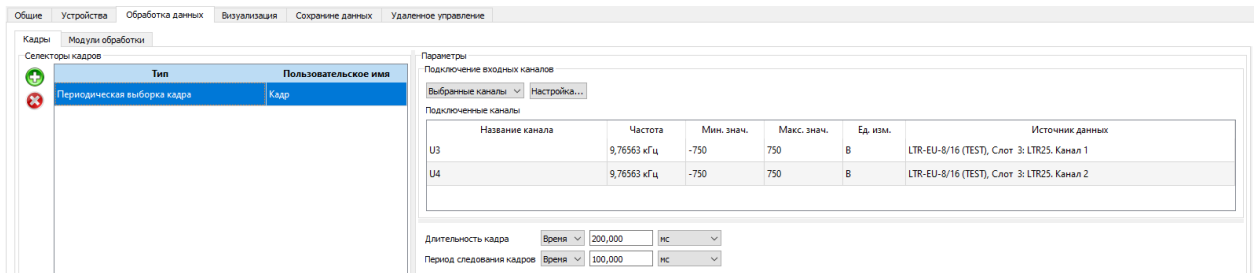 Общие Устройства Обработка данных Визуализация Сохранине данных Удаленное управление
Кадры Модули обработки
Селекторы кадров
Тип Пользовательское имя
Периодическая выборка кадра Кадр
Параметры
Подключение входных каналов
Выбранные каналы Настройка...
Подключенные каналы
Название канала Частота Мин. знач. Макс. знач. Ед. изм. Источник данных
U3 9,76563 кГц -750 750 В LTR-EU-8/16 (TEST), Слот 3: LTR25. Канал 1
U4 9,76563 кГц -750 750 В LTR-EU-8/16 (TEST), Слот 3: LTR25. Канал 2
Длительность кадра Время 200,000 мс
Период следования кадров Время 100,000 мс